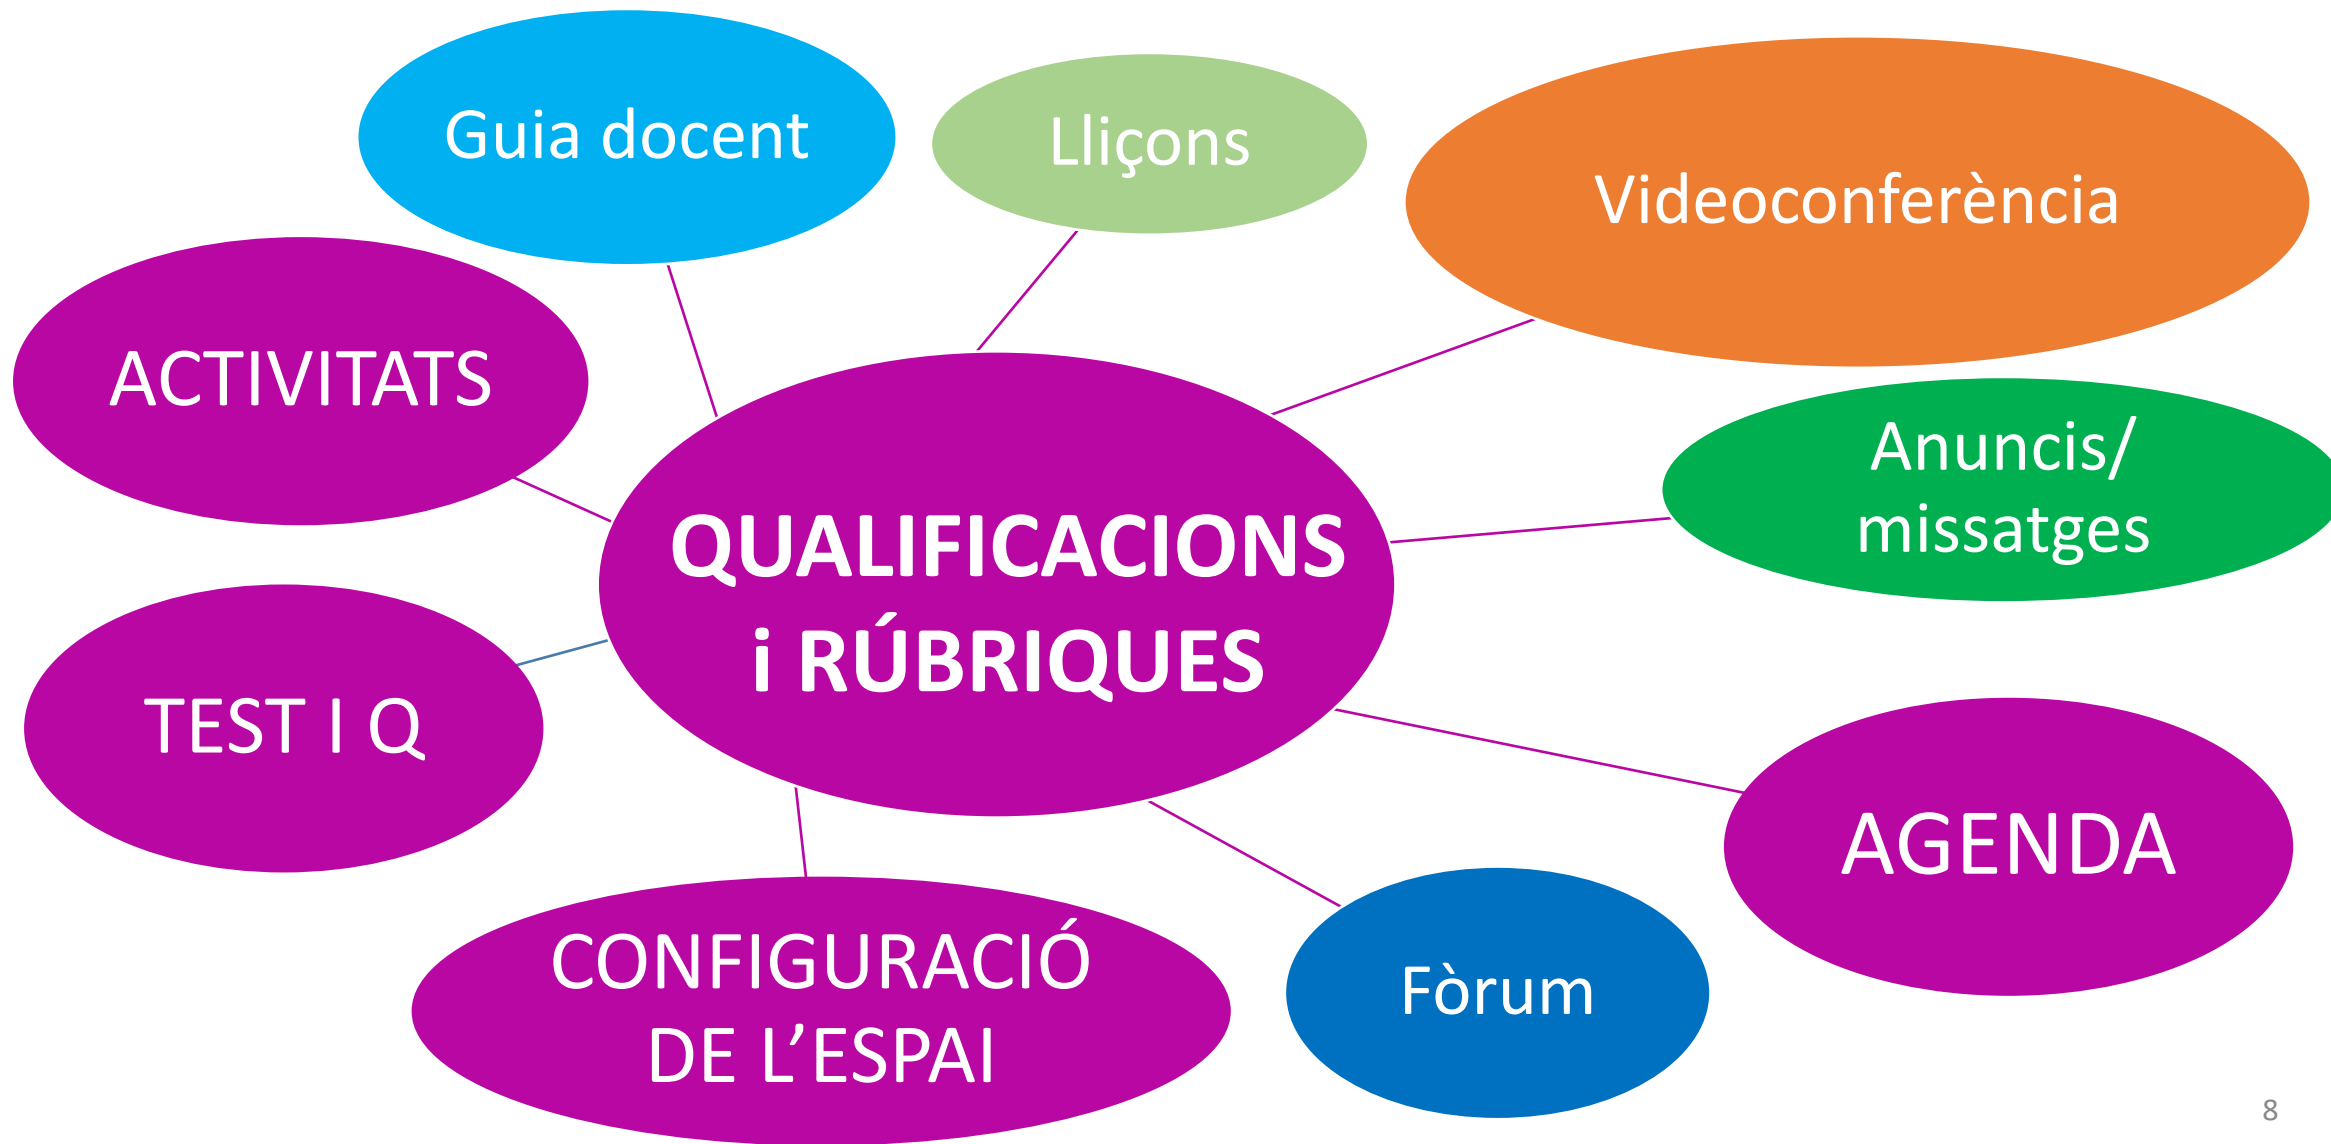 Guia docent
Lliçons
Videoconferència
ACTIVITATS
Anuncis/
missatges
QUALIFICACIONS
i RÚBRIQUES
TEST I Q
AGENDA
CONFIGURACIÓ
DE L’ESPAI
Fòrum
8